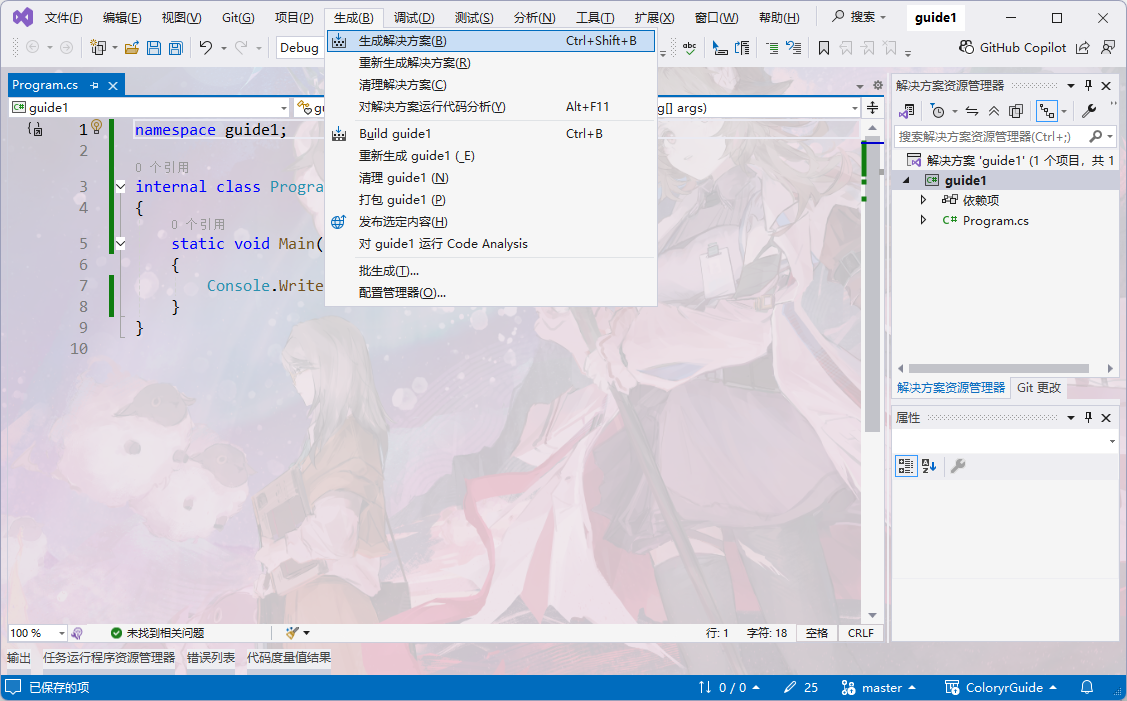 文件(F) 编辑(E) 视图(V) Git(G) 项目(P) 生成(B) 调试(D) 测试(S) 分析(N) 工具(T) 扩展(X) 窗口(W) 帮助(H) 搜索 guide1
Debug
GitHub Copilot
生成解决方案(B) Ctrl+Shift+B
重新生成解决方案(R)
清理解决方案(C)
对解决方案运行代码分析(Y) Alt+F11
Build guide1 Ctrl+B
重新生成 guide1 (_E)
清理 guide1 (N)
打包 guide1 (P)
发布选定内容(H)
对 guide1 运行 Code Analysis
批生成(T)...
配置管理器(O)...
Program.cs
guide1
g[] args)
1 namespace guide1;
2
0 个引用
3 internal class Progra
4 {
0 个引用
5 static void Main(
6 {
7 Console.Write
8 }
9 }
10
100 % 未找到相关问题 行: 1 字符: 18 空格 CRLF
解决方案资源管理器
搜索解决方案资源管理器(Ctrl+;)
解决方案 'guide1' (1 个项目, 共 1
guide1
依赖项
C# Program.cs
解决方案资源管理器 Git 更改
属性
输出 任务运行程序资源管理器 错误列表 代码度量值结果
已保存的项 0 / 0 25 master ColoryrGuide